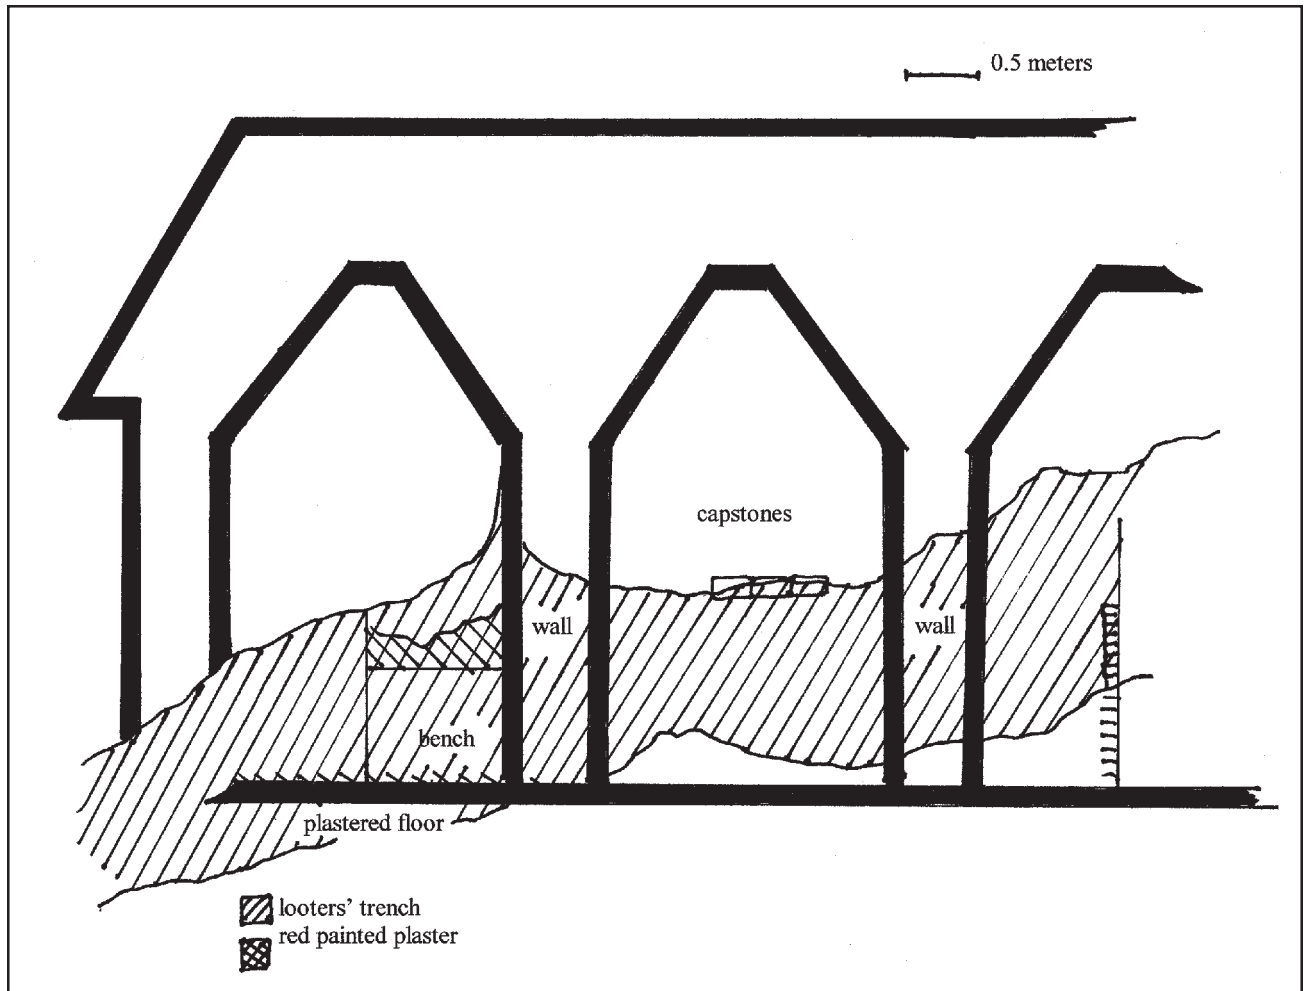 0.5 meters
capstones
wall
wall
bench
plastered floor
looters’ trench
red painted plaster